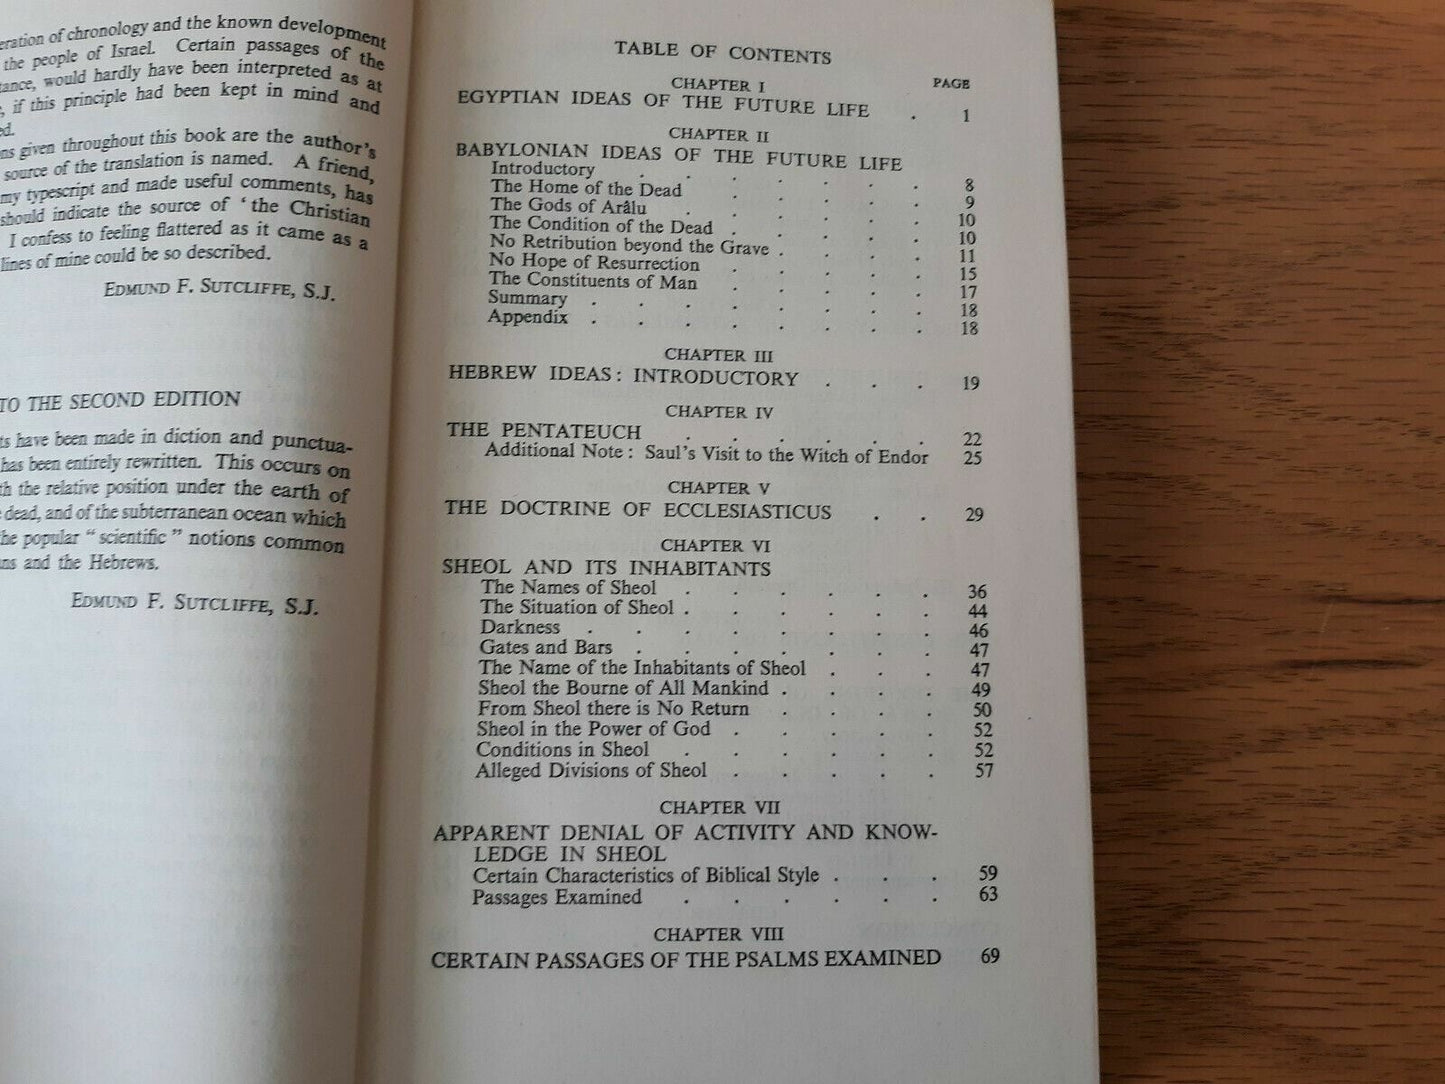 eration of chronology and the known development
the people of Israel. Certain passages of the
tance, would hardly have been interpreted as at
, if this principle had been kept in mind and
ed.
ns given throughout this book are the author's
source of the translation is named. A friend,
my typescript and made useful comments, has
should indicate the source of ‘the Christian
I confess to feeling flattered as it came as a
lines of mine could be so described.
EDMUND F. SUTCLIFFE, S.J.
TO THE SECOND EDITION
ts have been made in diction and punctua-
has been entirely rewritten. This occurs on
th the relative position under the earth of
dead, and of the subterranean ocean which
he popular “scientific” notions common
ns and the Hebrews.
EDMUND F. SUTCLIFFE, S.J.
TABLE OF CONTENTS
CHAPTER I PAGE
EGYPTIAN IDEAS OF THE FUTURE LIFE . 1
CHAPTER II
BABYLONIAN IDEAS OF THE FUTURE LIFE
Introductory . . . . . . . 8
The Home of the Dead . . . . . 9
The Gods of Arâlu . . . . . . 10
The Condition of the Dead . . . . . 10
No Retribution beyond the Grave . . . . 11
No Hope of Resurrection . . . . . 15
The Constituents of Man . . . . . 17
Summary . . . . . . . . 18
Appendix . . . . . . . . 18
CHAPTER III
HEBREW IDEAS: INTRODUCTORY . . . 19
CHAPTER IV
THE PENTATEUCH . . . . . . 22
Additional Note: Saul's Visit to the Witch of Endor 25
CHAPTER V
THE DOCTRINE OF ECCLESIASTICUS . . 29
CHAPTER VI
SHEOL AND ITS INHABITANTS
The Names of Sheol . . . . . . 36
The Situation of Sheol . . . . . . 44
Darkness . . . . . . . . 46
Gates and Bars . . . . . . . 47
The Name of the Inhabitants of Sheol . . . 47
Sheol the Bourne of All Mankind . . . . 49
From Sheol there is No Return . . . . 50
Sheol in the Power of God . . . . . 52
Conditions in Sheol . . . . . . 52
Alleged Divisions of Sheol . . . . . 57
CHAPTER VII
APPARENT DENIAL OF ACTIVITY AND KNOW-
LEDGE IN SHEOL
Certain Characteristics of Biblical Style . . . 59
Passages Examined . . . . . . 63
CHAPTER VIII
CERTAIN PASSAGES OF THE PSALMS EXAMINED 69